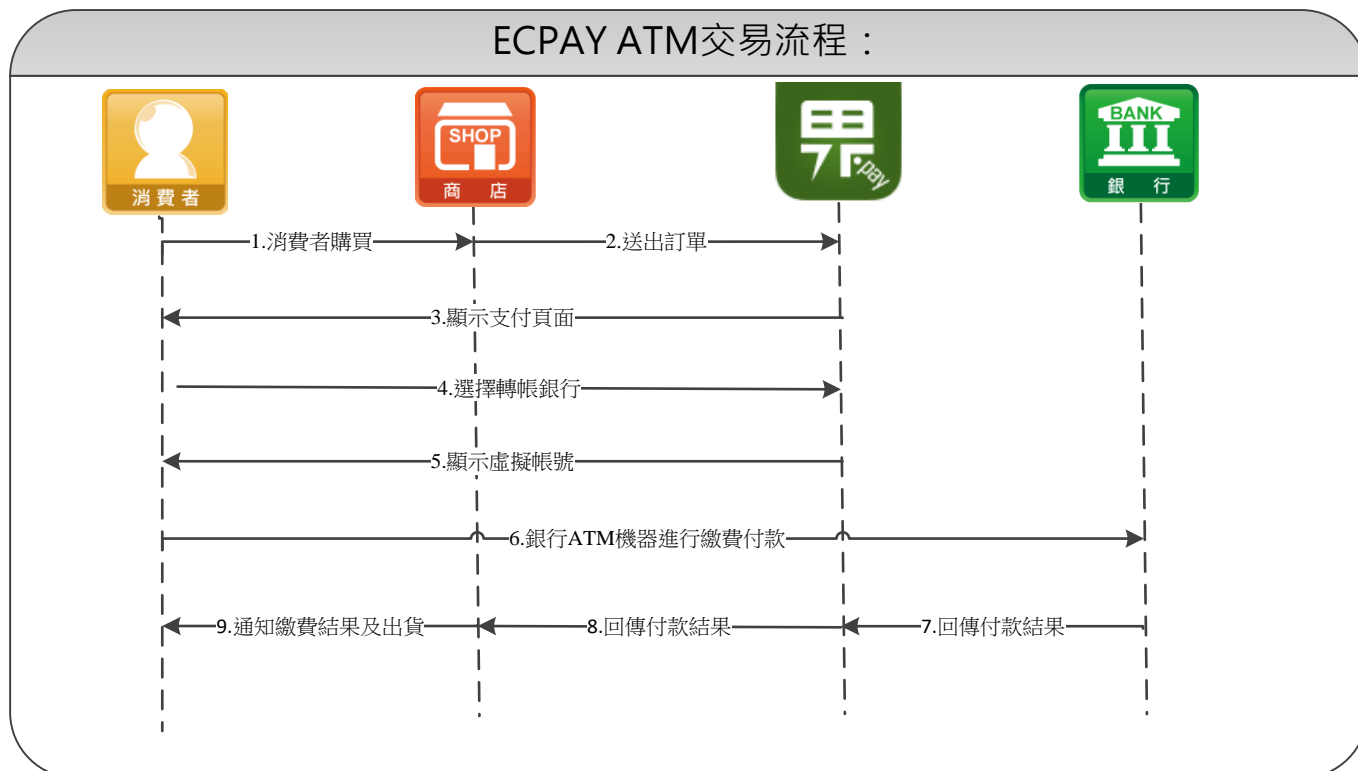 ECPAY ATM交易流程：
消費者
SHOP
商店
pay
BANK
銀行
1.消費者購買
2.送出訂單
3.顯示支付頁面
4.選擇轉帳銀行
5.顯示虛擬帳號
6.銀行ATM機器進行繳費付款
9.通知繳費結果及出貨
8.回傳付款結果
7.回傳付款結果